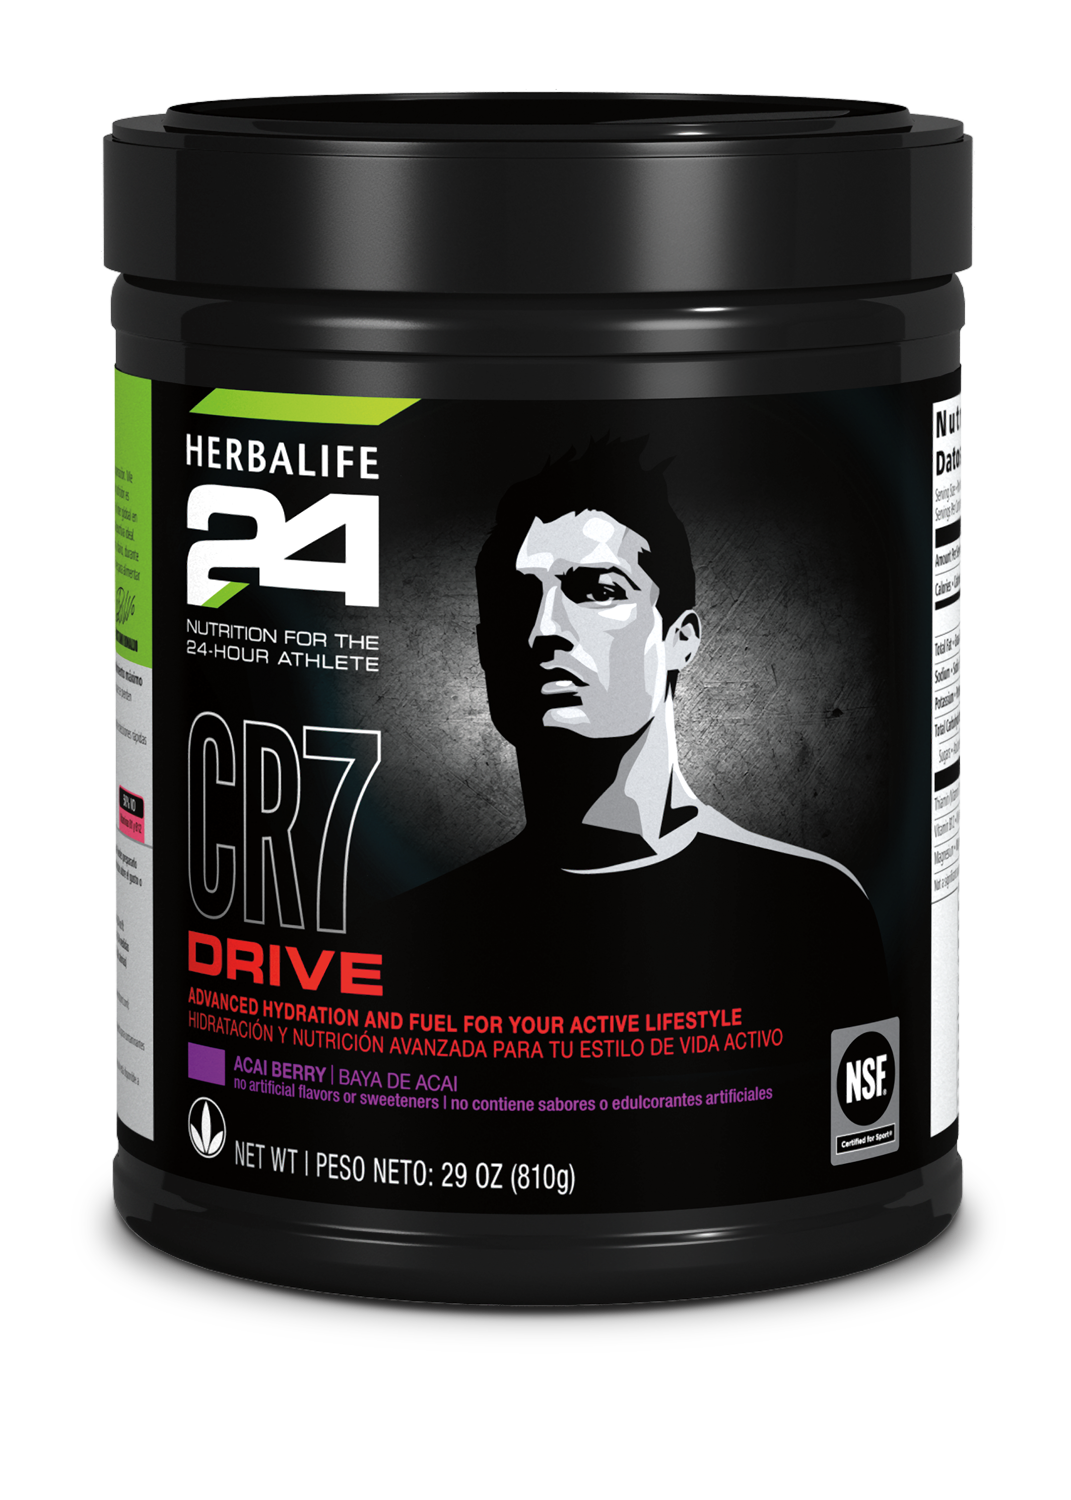 HERBALIFE
24
NUTRITION FOR THE
24-HOUR ATHLETE
CR7
DRIVE
ADVANCED HYDRATION AND FUEL FOR YOUR ACTIVE LIFESTYLE
HIDRATACIÓN Y NUTRICIÓN AVANZADA PARA TU ESTILO DE VIDA ACTIVO
ACAI BERRY | BAYA DE ACAI
no artificial flavors or sweeteners | no contiene sabores o edulcorantes artificiales
NET WT | PESO NETO: 29 OZ (810g)
NSF®
Certified for Sport®